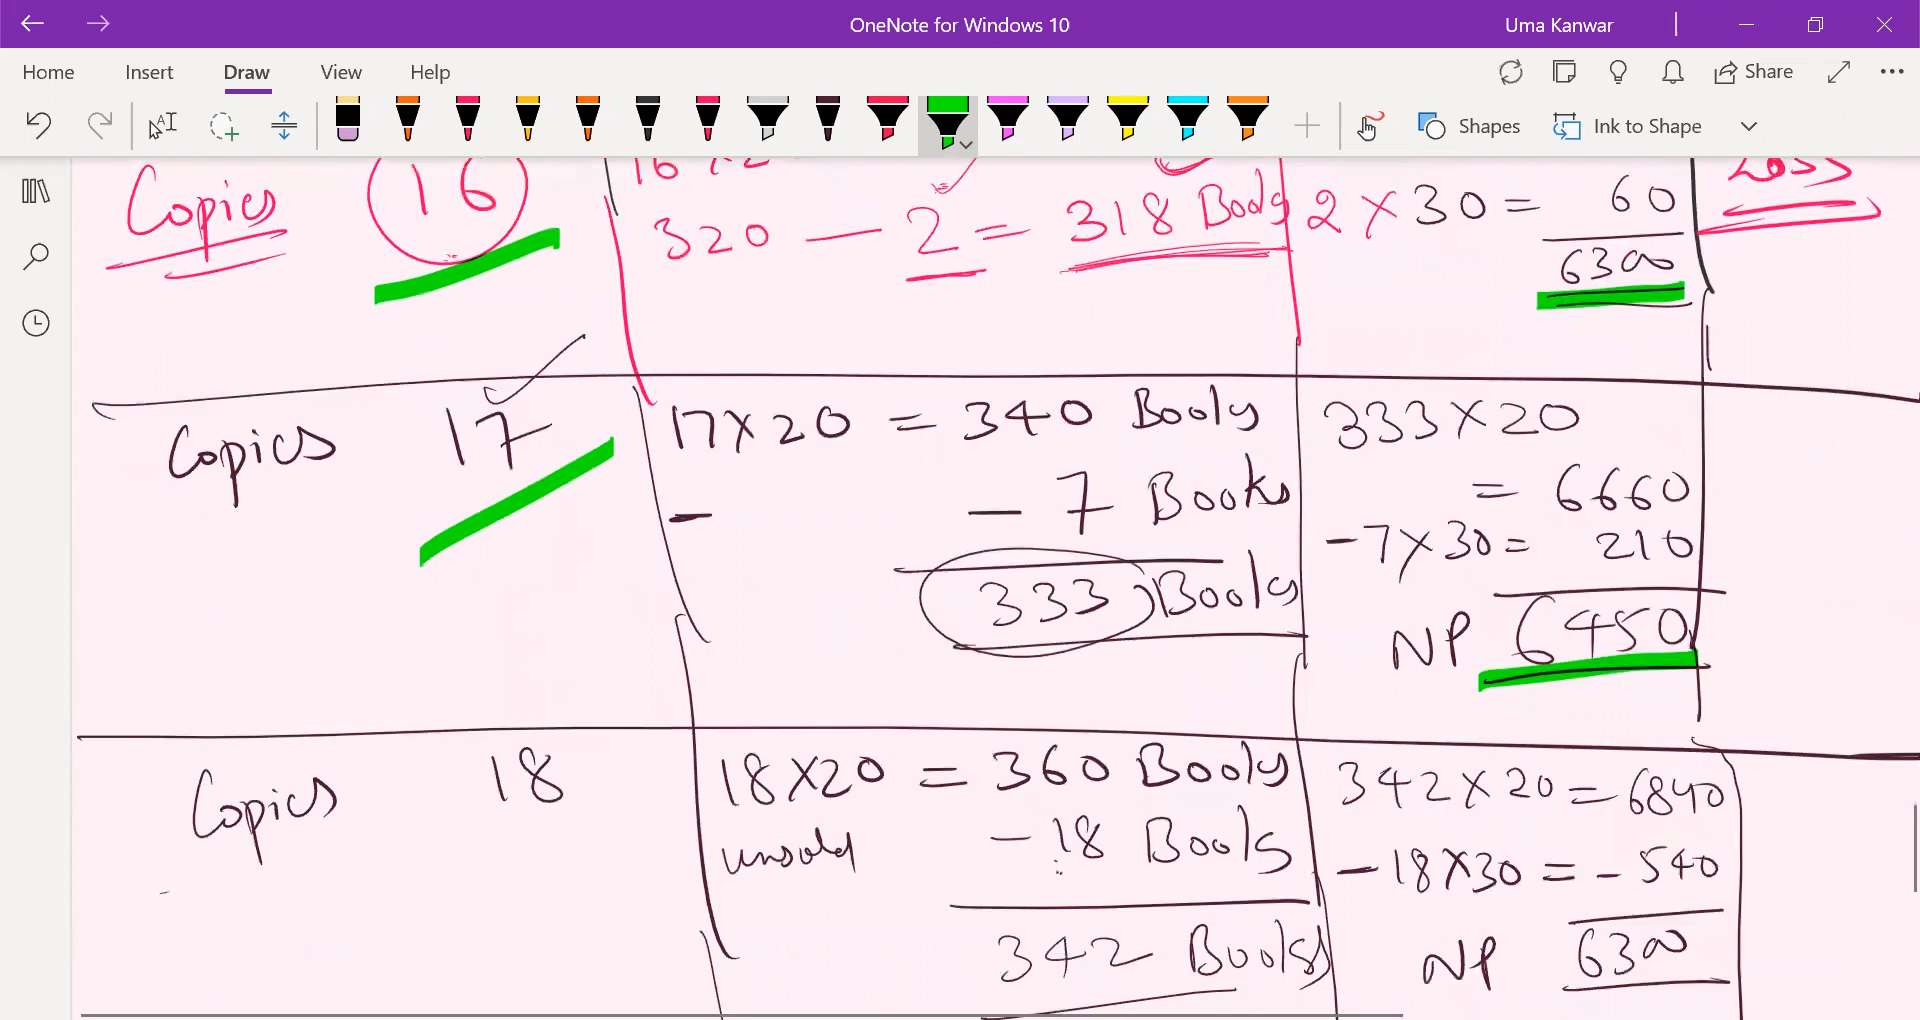 OneNote for Windows 10
Uma Kanwar
Home Insert Draw View Help
Share
Shapes Ink to Shape
Copies 16
320 — 2 = 318 Books
2 X 30 = 60
6300
Loss
Copies 17
17X20 = 340 Books
- - 7 Books
333 Books
333X20
= 6660
-7X30= 210
NP 6450
Copies 18
18X20 = 360 Books
unsold - 18 Books
342 Books
342X20 = 6840
- 18X30 = - 540
NP 6300